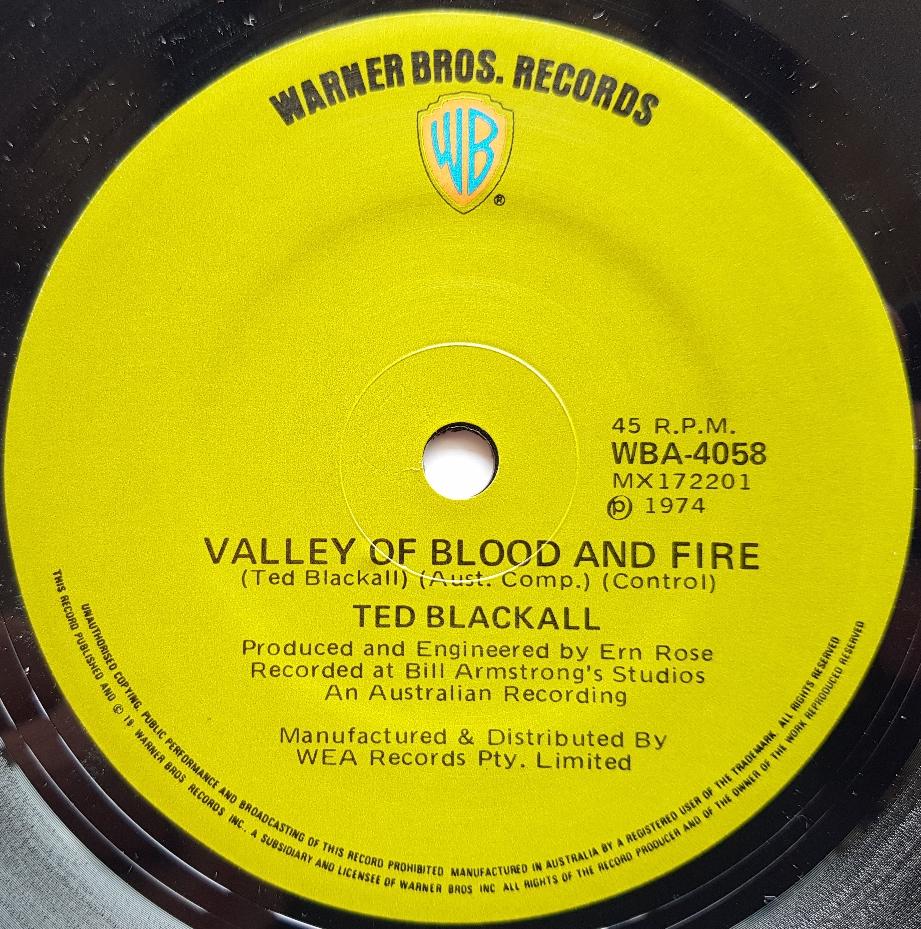 WARNER BROS. RECORDS
WB
®
45 R.P.M.
WBA-4058
MX172201
℗ 1974
VALLEY OF BLOOD AND FIRE
(Ted Blackall) (Aust. Comp.) (Control)
TED BLACKALL
Produced and Engineered by Ern Rose
Recorded at Bill Armstrong's Studios
An Australian Recording
Manufactured & Distributed By
WEA Records Pty. Limited
UNAUTHORISED COPYING, PUBLIC PERFORMANCE AND BROADCASTING OF THIS RECORD PROHIBITED MANUFACTURED IN AUSTRALIA BY A REGISTERED USER OF THE TRADEMARK ALL RIGHTS RESERVED
THIS RECORD PUBLISHED AND © 19 WARNER BROS RECORDS INC. A SUBSIDIARY AND LICENSEE OF WARNER BROS INC ALL RIGHTS OF THE RECORD PRODUCER AND OF THE OWNER OF THE WORK REPRODUCED RESERVED